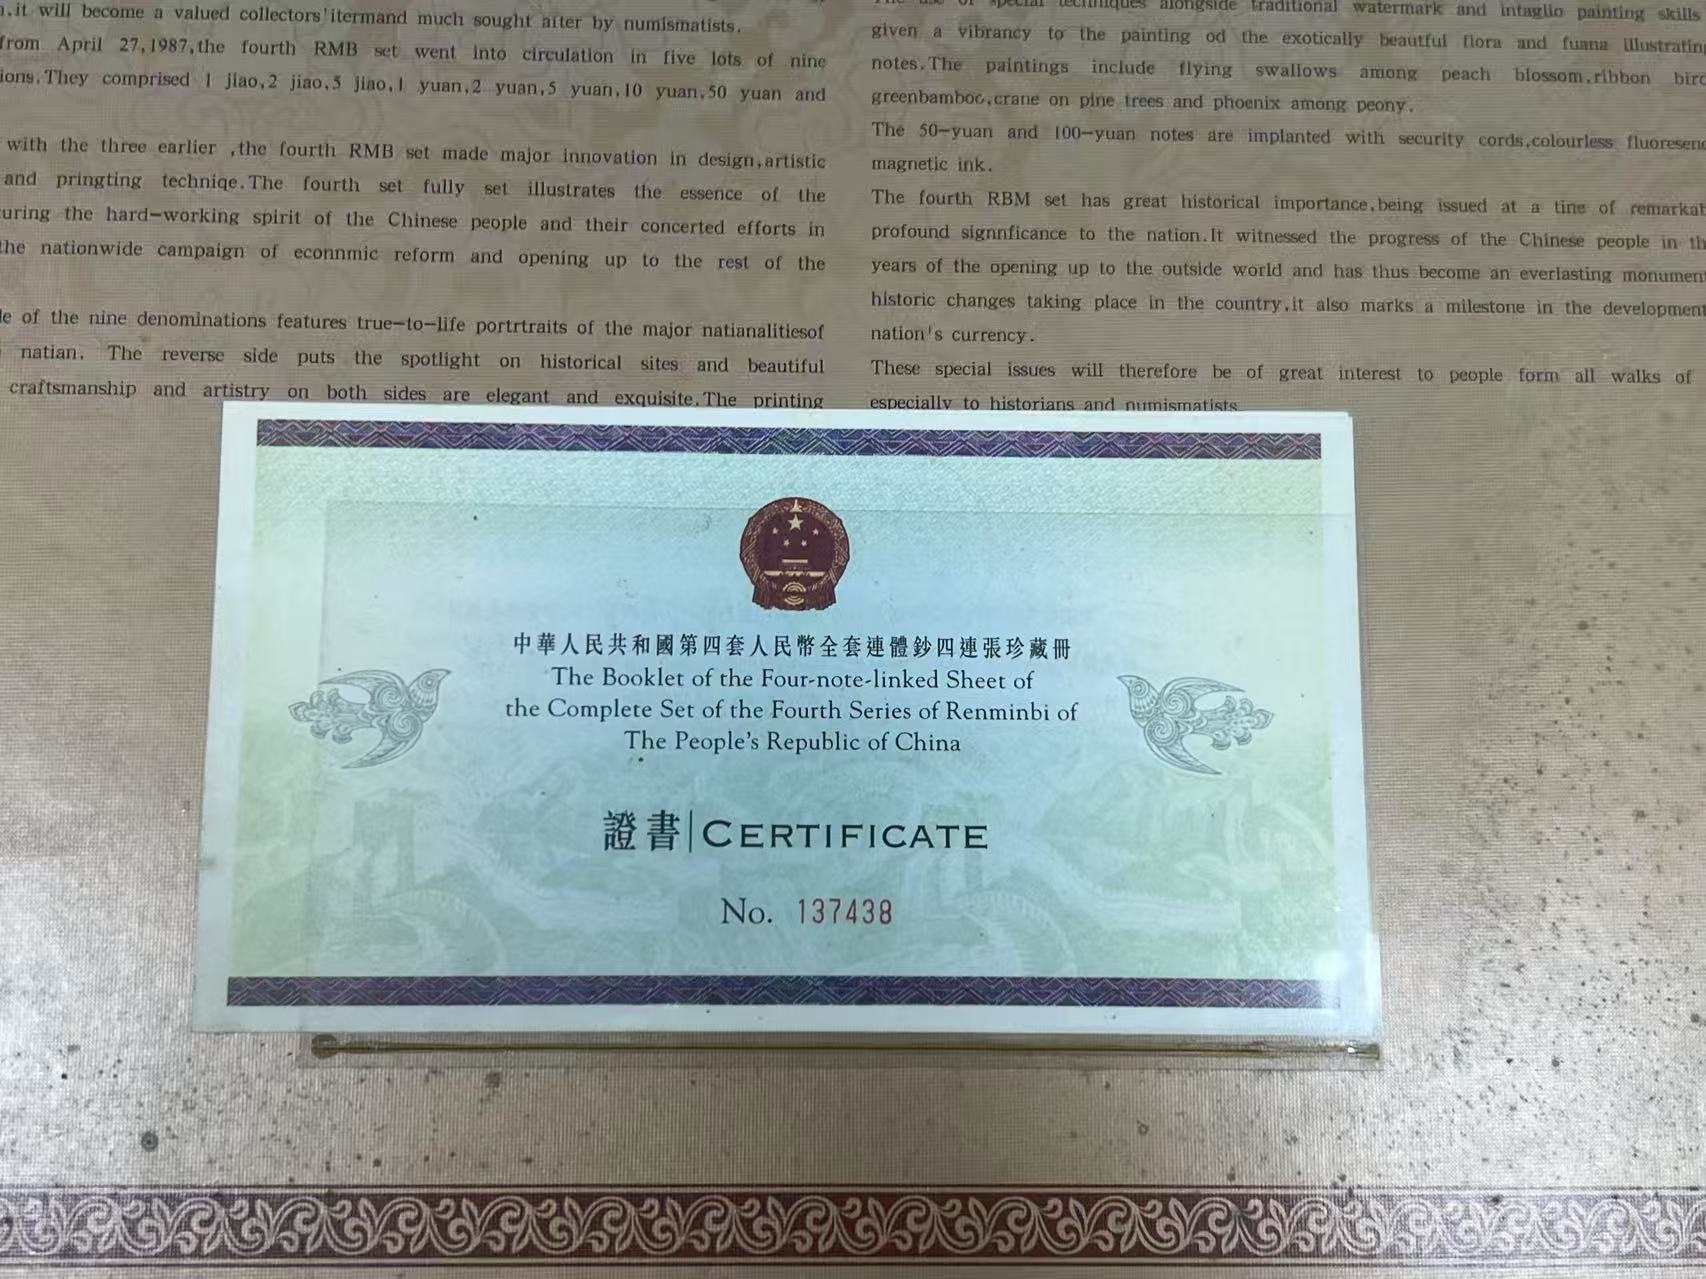 ,it will become a valued collectors'itermand much sought aiter by numismatists.
from April 27,1987,the fourth RMB set went into circulation in five lots of nine
ions.They comprised 1 jiao,2 jiao,5 jiao,1 yuan,2 yuan,5 yuan,10 yuan,50 yuan and
with the three earlier ,the fourth RMB set made major innovation in design,artistic
and pringting techniqe.The fourth set fully set illustrates the essence of the
uring the hard-working spirit of the Chinese people and their concerted efforts in
the nationwide campaign of econnmic reform and opening up to the rest of the
le of the nine denominations features true-to-life portrtraits of the major natianalitiesof
natian. The reverse side puts the spotlight on historical sites and beautiful
craftsmanship and artistry on both sides are elegant and exquisite.The printing
special techniques alongside traditional watermark and intaglio painting skills
given a vibrancy to the painting od the exotically beautful flora and fuana illustratin
notes.The paintings include flying swallows among peach blossom,ribbon bird
greenbamboo,crane on pine trees and phoenix among peony.
The 50-yuan and 100-yuan notes are implanted with security cords,colourless fluoresenc
magnetic ink.
The fourth RBM set has great historical importance,being issued at a tine of remarkab
profound signnficance to the nation.It witnessed the progress of the Chinese people in th
years of the opening up to the outside world and has thus become an everlasting monument
historic changes taking place in the country,it also marks a milestone in the development
nation's currency.
These special issues will therefore be of great interest to people form all walks of
especially to historians and numismatists
中華人民共和國第四套人民幣全套連體鈔四連張珍藏冊
The Booklet of the Four-note-linked Sheet of
the Complete Set of the Fourth Series of Renminbi of
The People's Republic of China
證書|CERTIFICATE
No. 137438